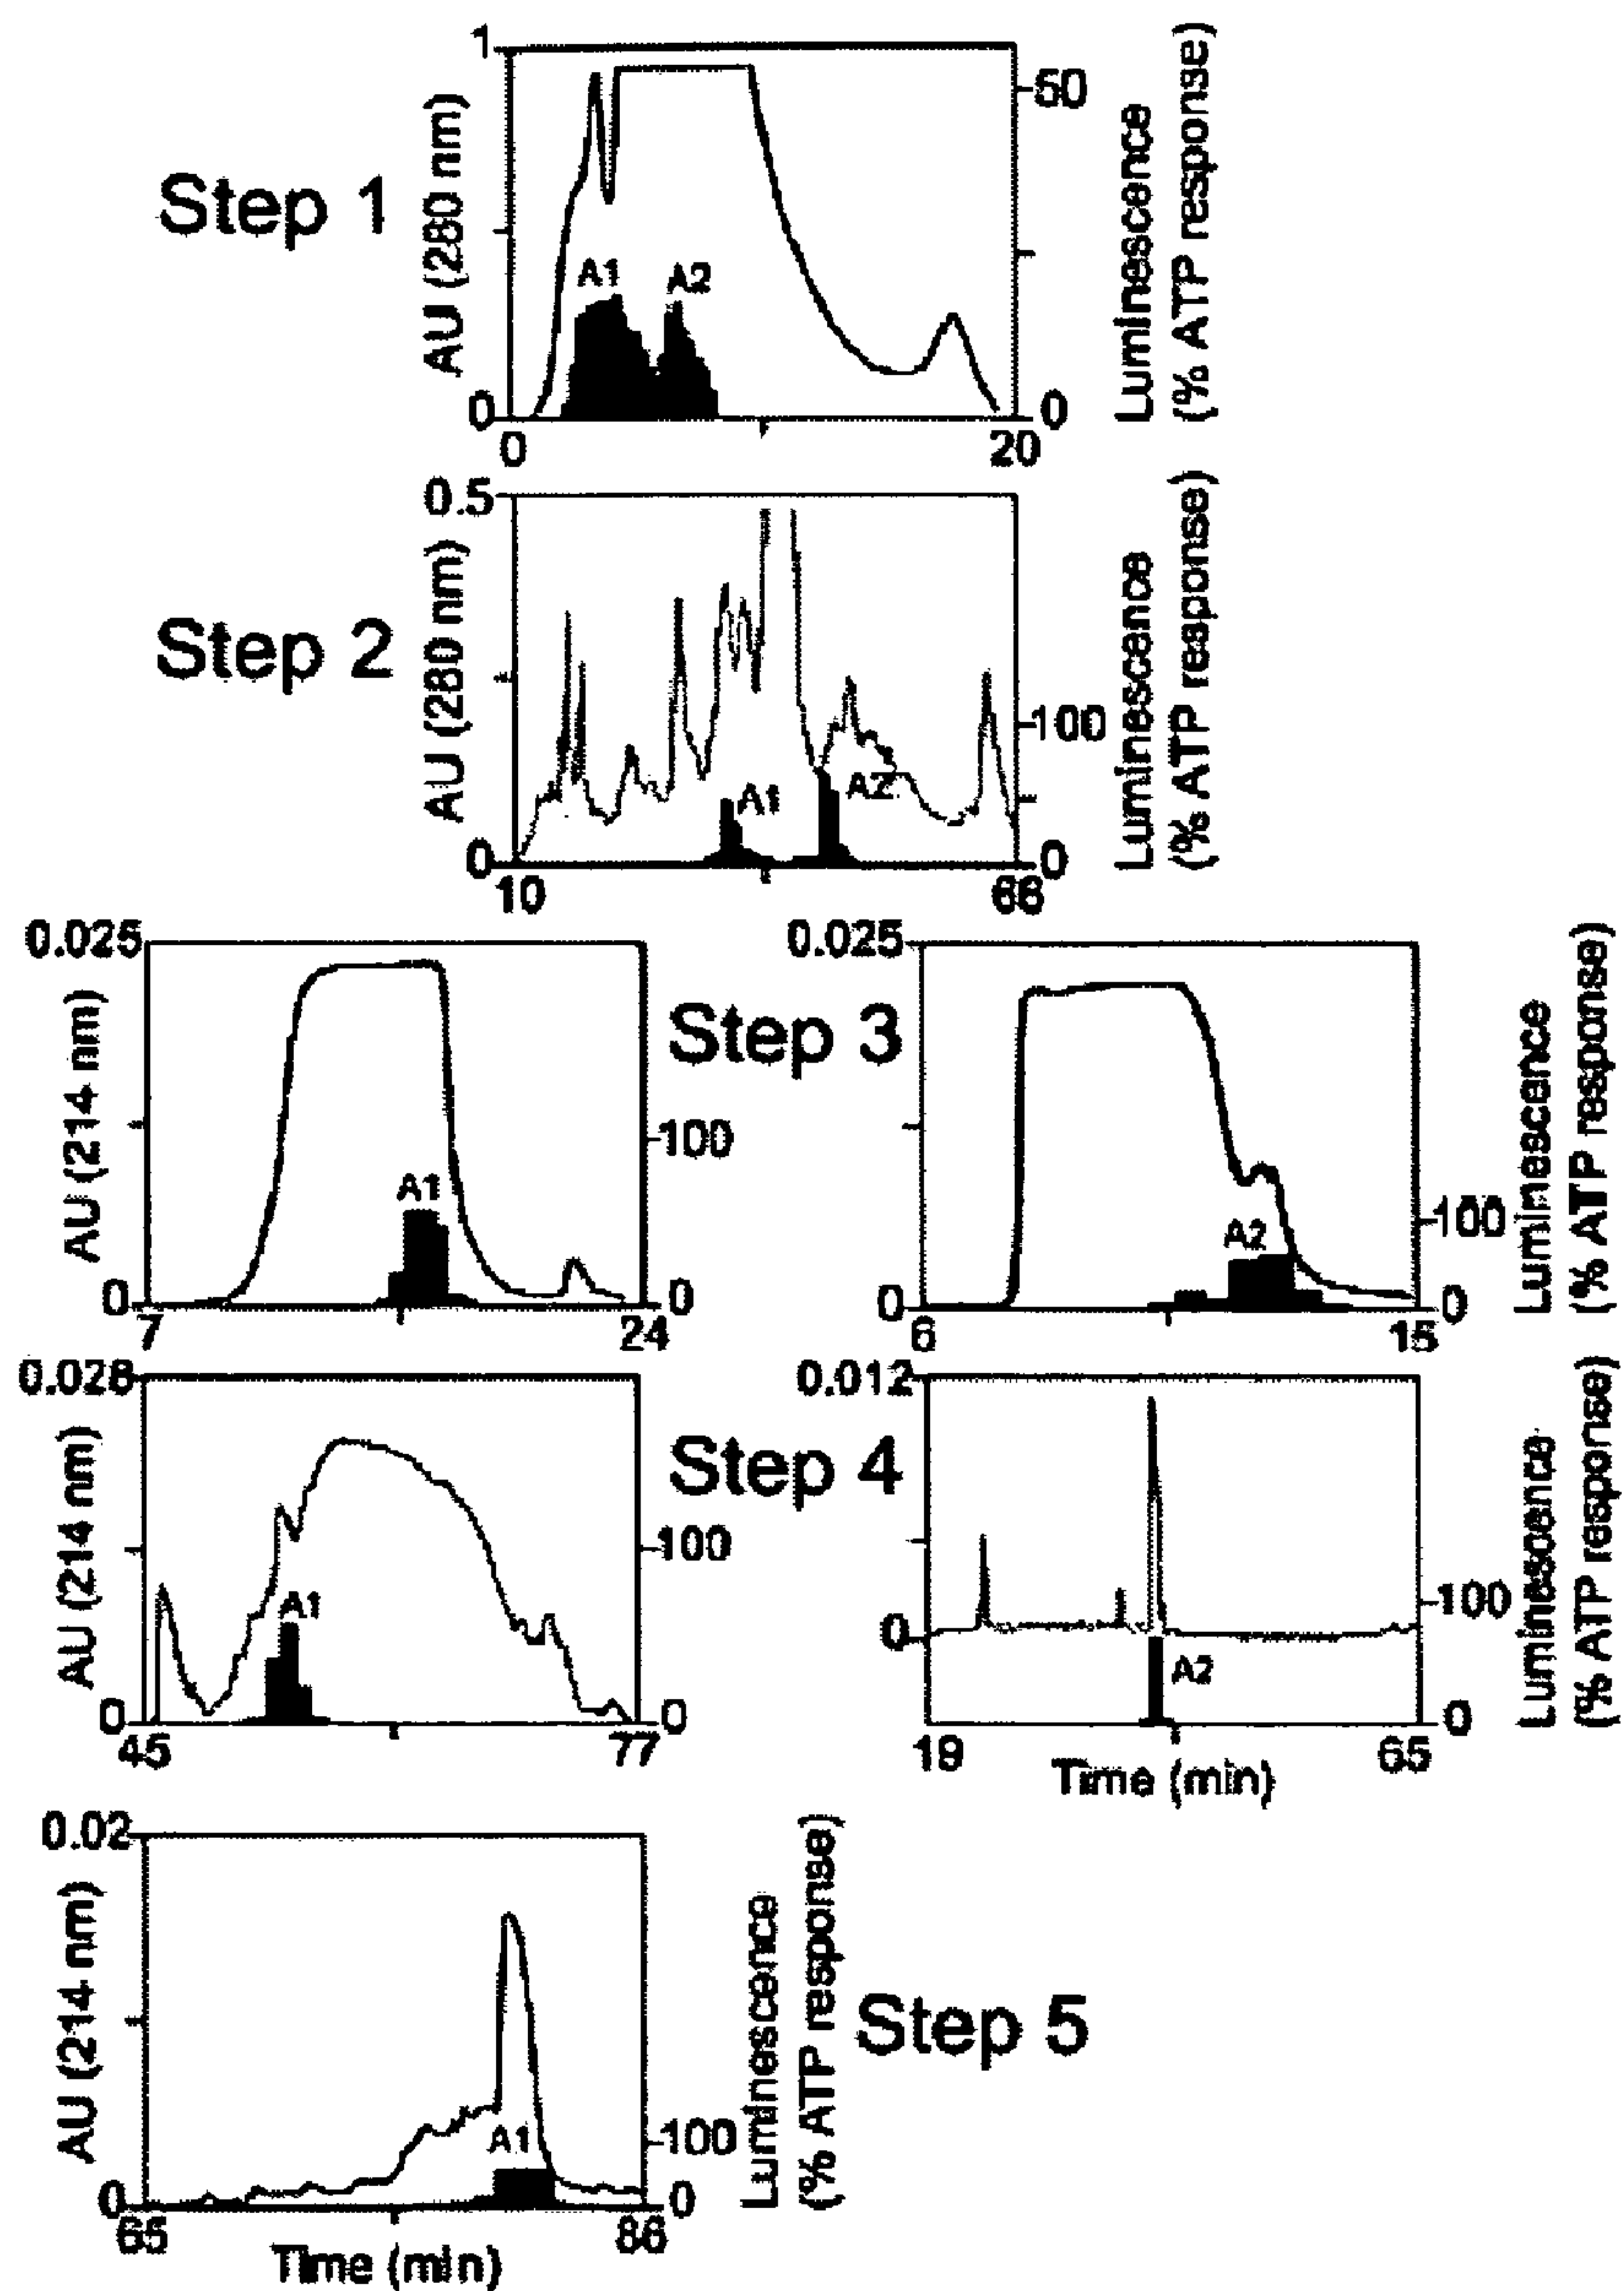 1
50
Step 1
AU (280 nm)
A1
A2
Luminescence
(% ATP response)
0
0
0
20
0.5
Step 2
AU (280 nm)
100
A1
A2
Luminescence
(% ATP response)
0
0
10
66
0.025
AU (214 nm)
100
A1
0
0
7
24
Step 3
0.025
100
A2
Luminescence
(% ATP response)
0
0
6
15
0.028
AU (214 nm)
100
A1
0
0
45
77
Step 4
0.012
0
100
A2
Luminescence
(% ATP response)
0
19
65
Time (min)
0.02
AU (214 nm)
A1
100
Luminescence
(% ATP response)
Step 5
0
0
65
86
Time (min)